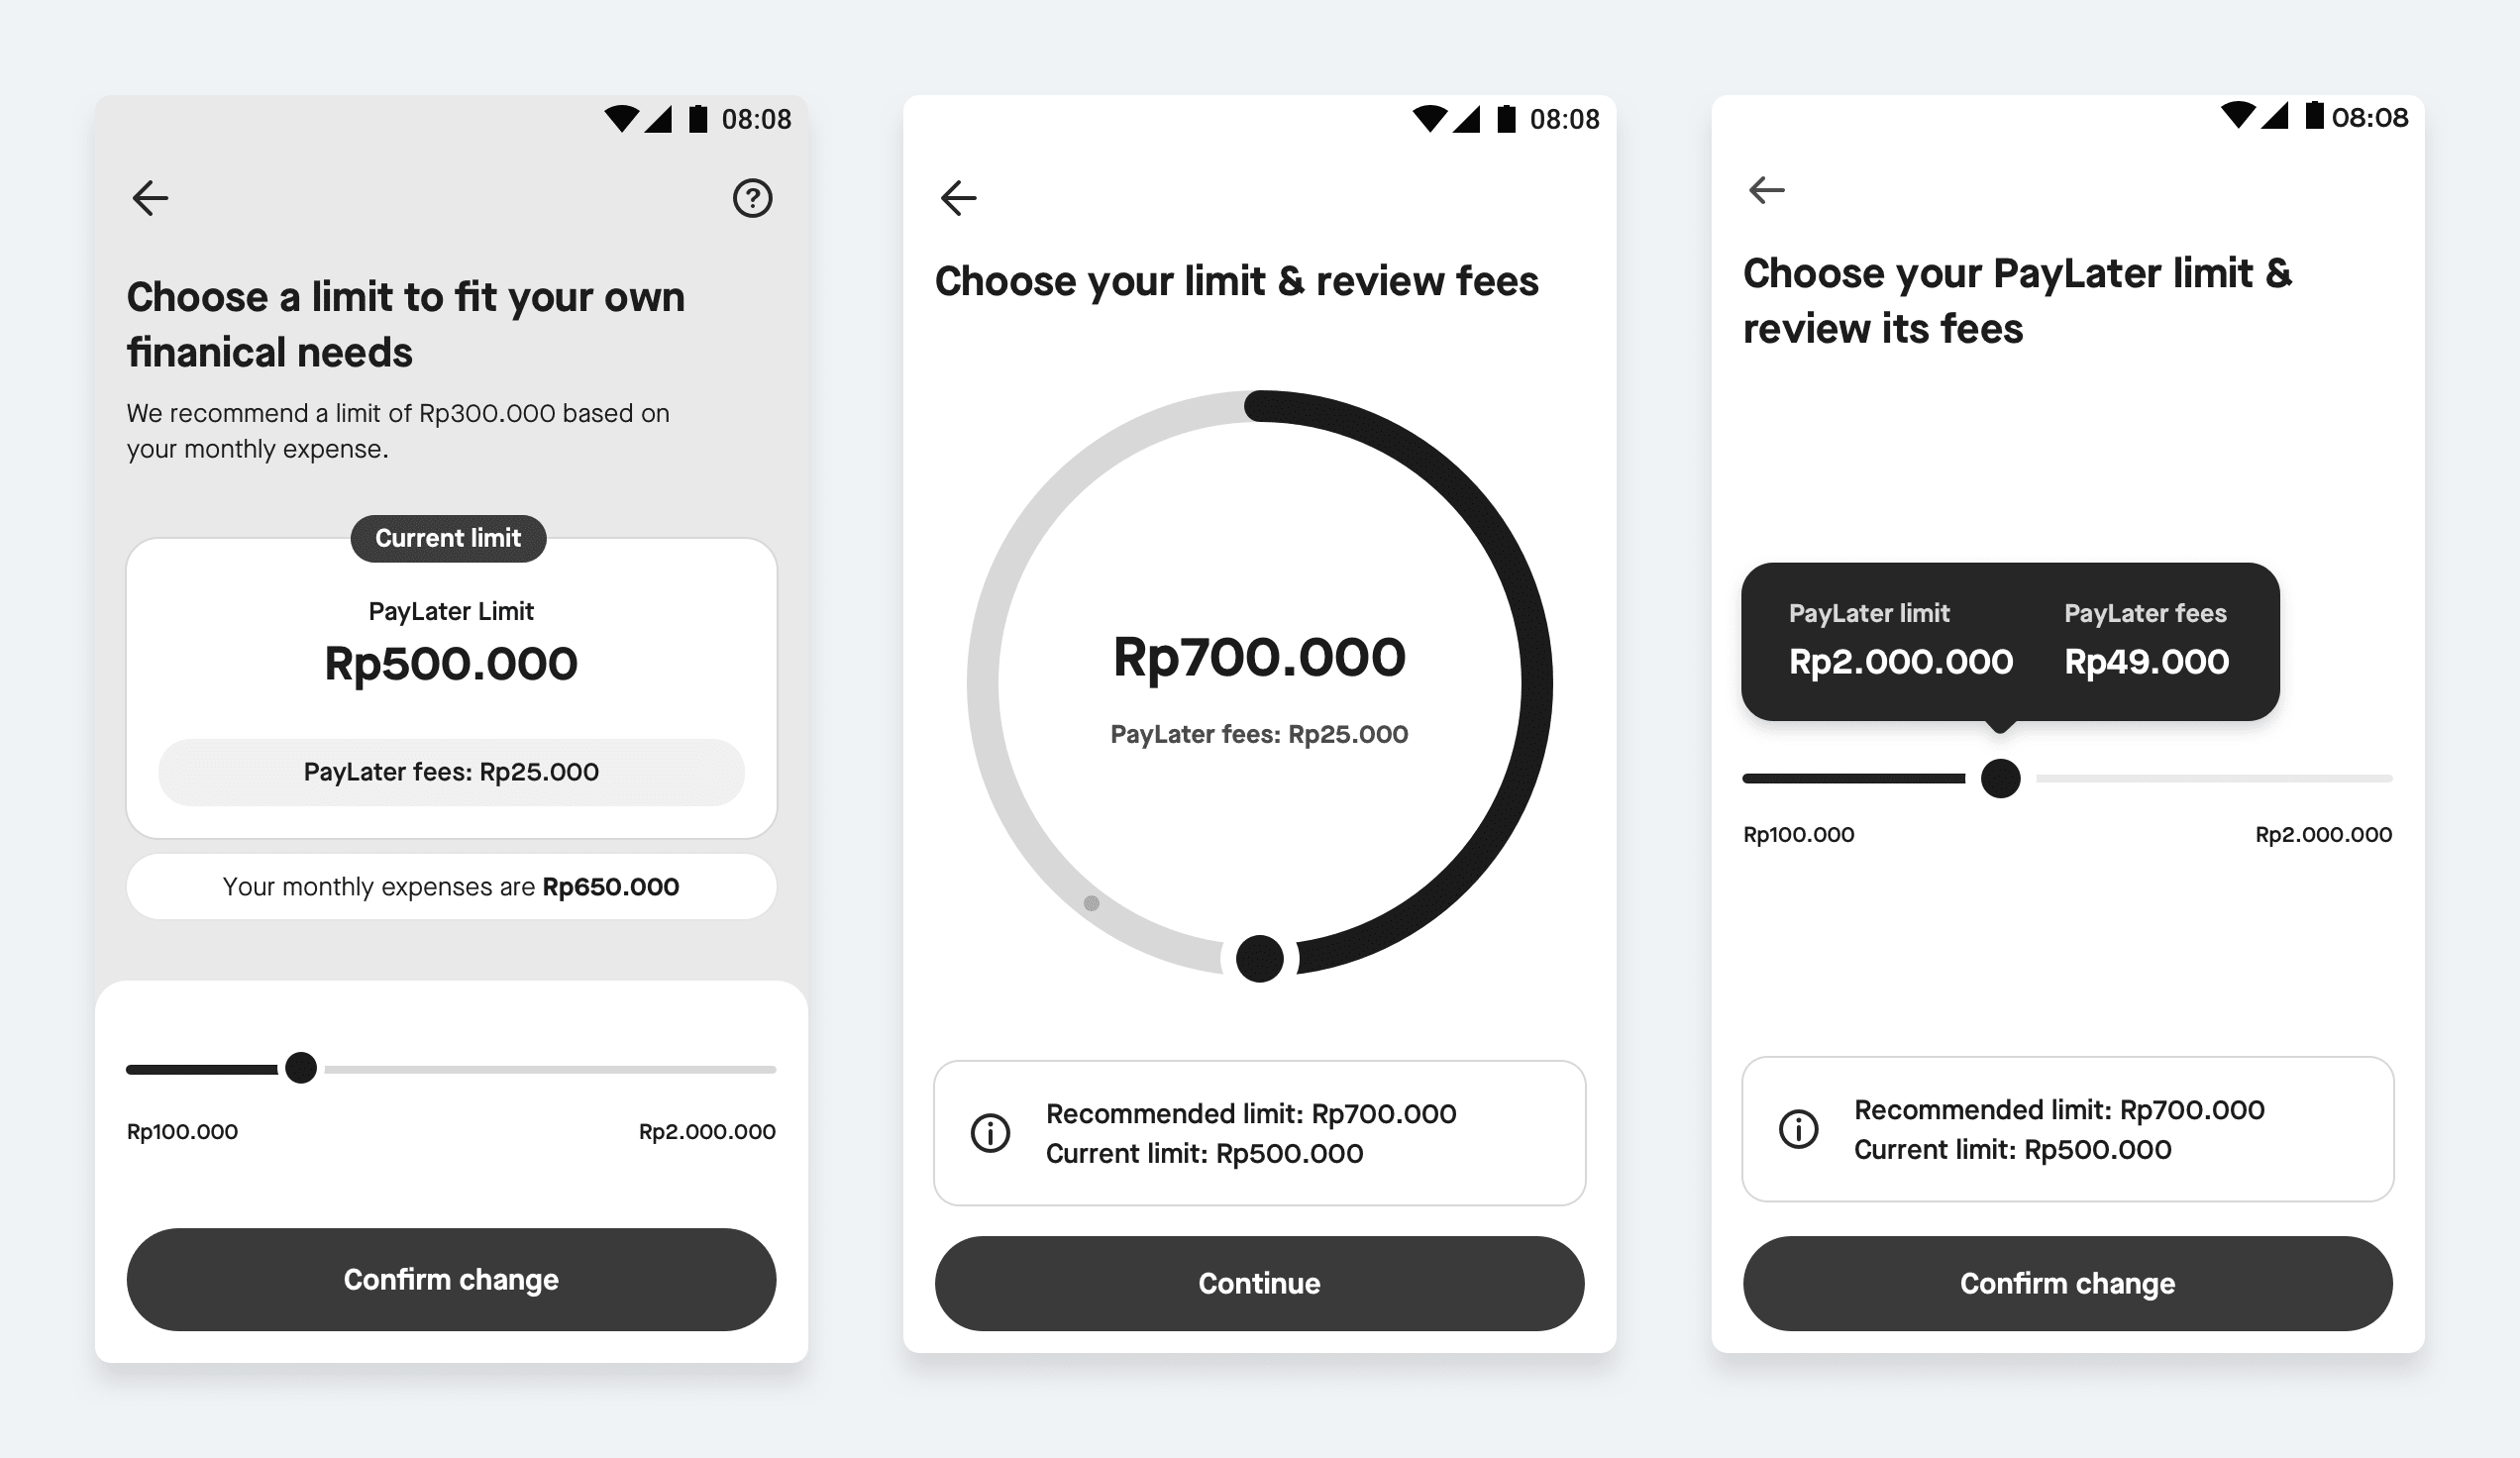 08:08
?
Choose a limit to fit your own
finanical needs
We recommend a limit of Rp300.000 based on
your monthly expense.
Current limit
PayLater Limit
Rp500.000
PayLater fees: Rp25.000
Your monthly expenses are Rp650.000
Rp100.000
Rp2.000.000
Confirm change
08:08
Choose your limit & review fees
Rp700.000
PayLater fees: Rp25.000
Recommended limit: Rp700.000
Current limit: Rp500.000
Continue
08:08
Choose your PayLater limit &
review its fees
PayLater limit
Rp2.000.000
PayLater fees
Rp49.000
Rp100.000
Rp2.000.000
Recommended limit: Rp700.000
Current limit: Rp500.000
Confirm change